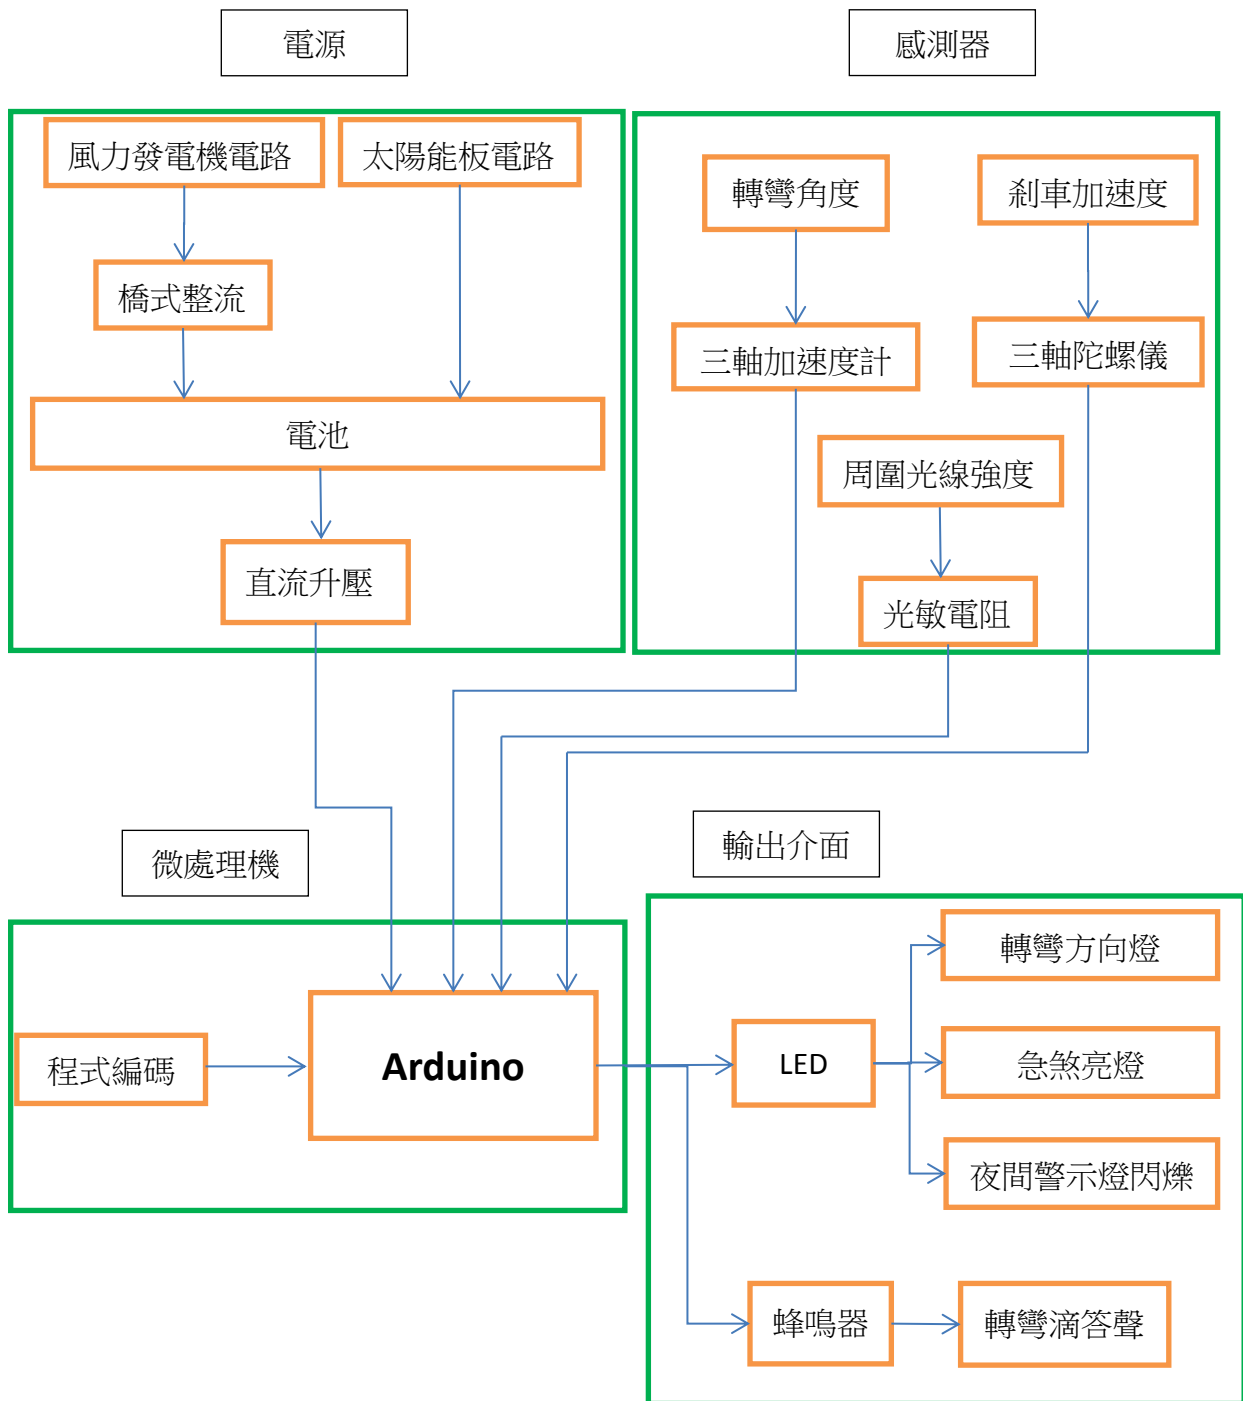 電源
感測器
風力發電機電路
太陽能板電路
轉彎角度
剎車加速度
橋式整流
三軸加速度計
三軸陀螺儀
電池
周圍光線強度
直流升壓
光敏電阻
微處理機
輸出介面
轉彎方向燈
程式編碼
Arduino
LED
急煞亮燈
夜間警示燈閃爍
蜂鳴器
轉彎滴答聲